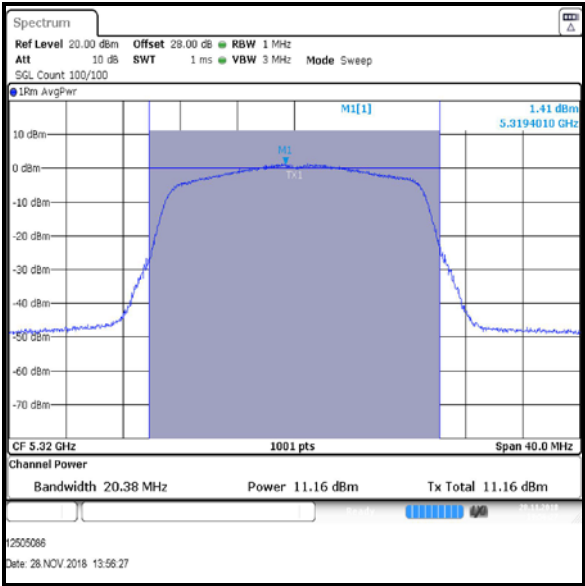 Spectrum
Ref Level 20.00 dBm Offset 28.00 dB RBW 1 MHz
Att 10 dB SWT 1 ms VBW 3 MHz Mode Sweep
SGL Count 100/100
1Rm AvgPwr
M1[1] 1.41 dBm
5.3194010 GHz
10 dBm
M1
0 dBm
TX1
-10 dBm
-20 dBm
-30 dBm
-40 dBm
-50 dBm
-60 dBm
-70 dBm
CF 5.32 GHz 1001 pts Span 40.0 MHz
Channel Power
Bandwidth 20.38 MHz Power 11.16 dBm Tx Total 11.16 dBm
28.11.2018
12505086
Date: 28.NOV.2018 13:56:27